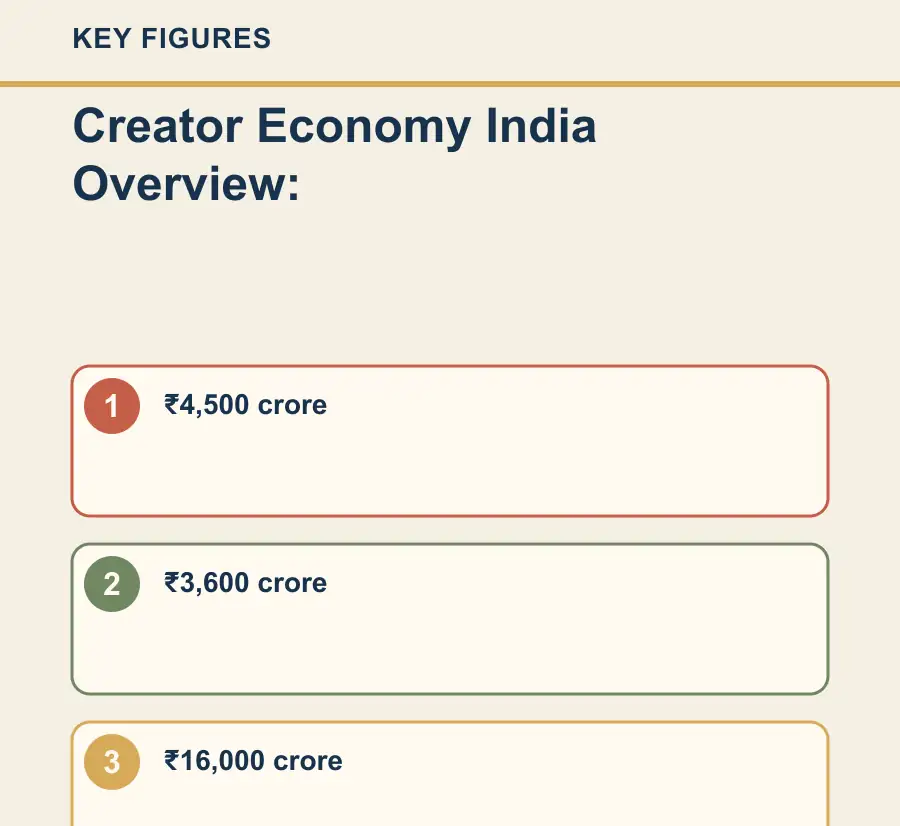 KEY FIGURES
Creator Economy India
Overview:
1
₹4,500 crore
2
₹3,600 crore
3
₹16,000 crore